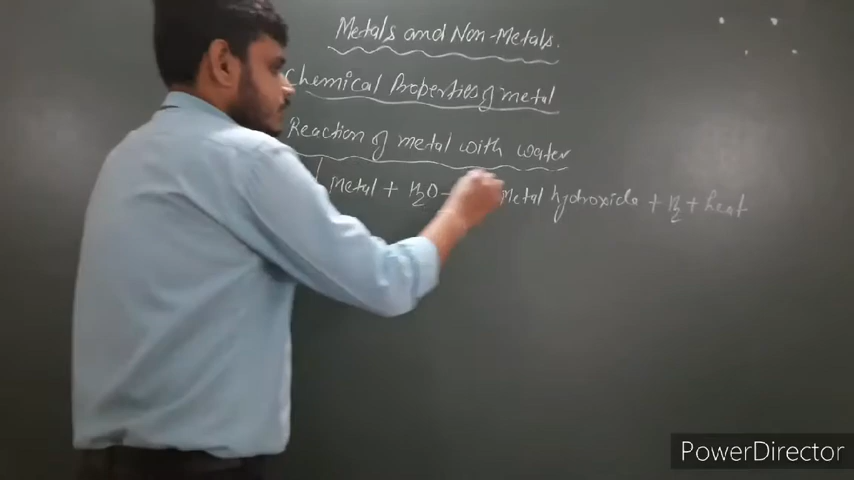 Metals and Non-Metals.
Chemical Properties of metal
Reaction of metal with water
Metal + H2O Metal hydroxide + H2 + heat
PowerDirector